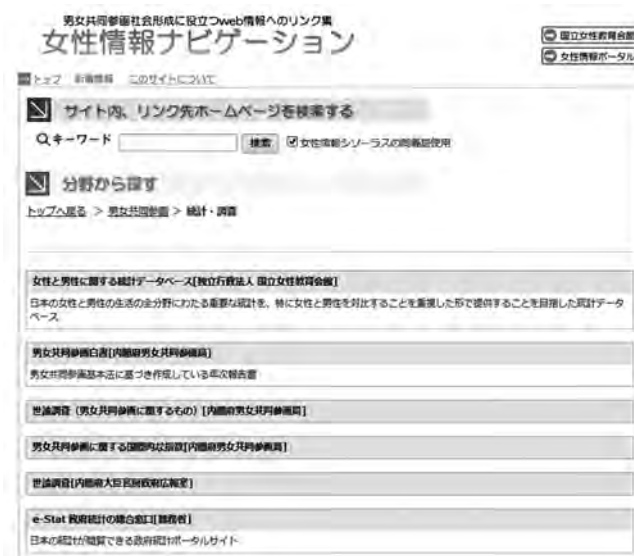 男女共同参画社会形成に役立つweb情報へのリンク集
女性情報ナビゲーション
国立女性教育会館
女性情報ポータル
トップ 新着情報 このサイトについて
サイト内、リンク先ホームページを検索する
キーワード 検索 女性情報シソーラスの同義語使用
分野から探す
トップへ戻る > 男女共同参画 > 統計・調査
女性と男性に関する統計データベース[独立行政法人 国立女性教育会館]
日本の女性と男性の生活の全分野にわたる重要な統計を、特に女性と男性を対比することを重視した形で提供することを目指した統計データ
ベース
男女共同参画白書[内閣府男女共同参画局]
男女共同参画基本法に基づき作成している年次報告書
世論調査（男女共同参画に関するもの）[内閣府男女共同参画局]
男女共同参画に関する国際的な指数[内閣府男女共同参画局]
世論調査[内閣府大臣官房政府広報室]
e-Stat 政府統計の総合窓口[総務省]
日本の統計が閲覧できる政府統計ポータルサイト